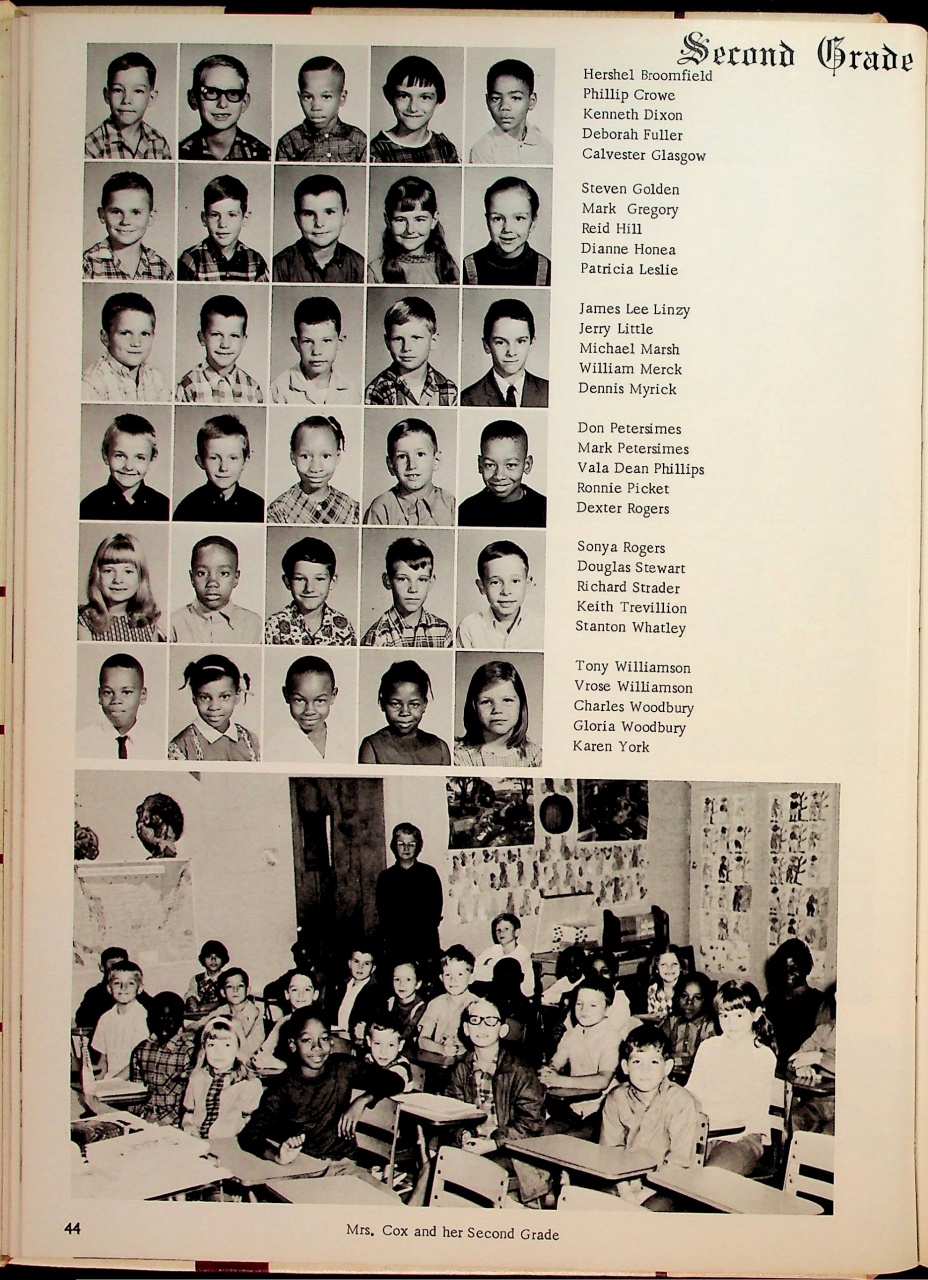 Second Grade
Hershel Broomfield
Phillip Crowe
Kenneth Dixon
Deborah Fuller
Calvester Glasgow
Steven Golden
Mark Gregory
Reid Hill
Dianne Honea
Patricia Leslie
James Lee Linzy
Jerry Little
Michael Marsh
William Merck
Dennis Myrick
Don Petersimes
Mark Petersimes
Vala Dean Phillips
Ronnie Picket
Dexter Rogers
Sonya Rogers
Douglas Stewart
Richard Strader
Keith Trevillion
Stanton Whatley
Tony Williamson
Vrose Williamson
Charles Woodbury
Gloria Woodbury
Karen York
44
Mrs. Cox and her Second Grade